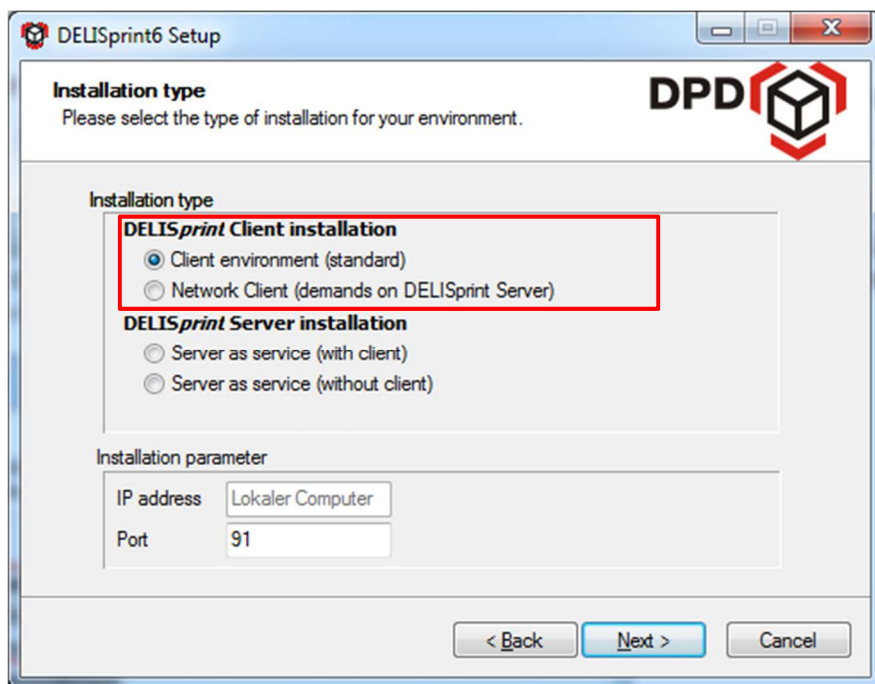 DELISprint6 Setup
Installation type
Please select the type of installation for your environment.
DPD
Installation type
DELISprint Client installation
Client environment (standard)
Network Client (demands on DELISprint Server)
DELISprint Server installation
Server as service (with client)
Server as service (without client)
Installation parameter
IP address Lokaler Computer
Port 91
< Back Next > Cancel